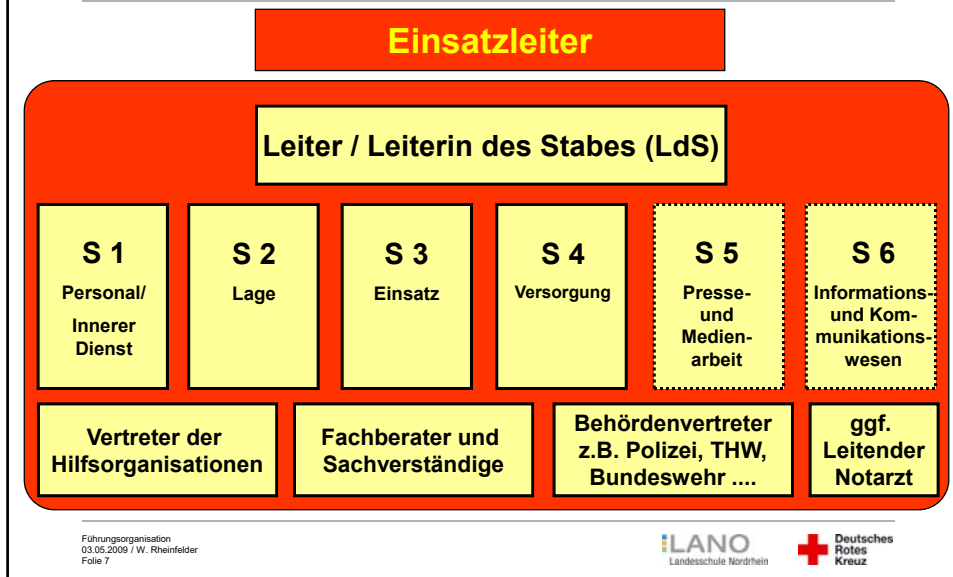 Einsatzleiter
Leiter / Leiterin des Stabes (LdS)
S 1
Personal/
Innerer
Dienst
S 2
Lage
S 3
Einsatz
S 4
Versorgung
S 5
Presse-
und
Medien-
arbeit
S 6
Informations-
und Kom-
munikations-
wesen
Vertreter der
Hilfsorganisationen
Fachberater und
Sachverständige
Behördenvertreter
z.B. Polizei, THW,
Bundeswehr ....
ggf.
Leitender
Notarzt
Führungsorganisation
03.05.2009 / W. Rheinfelder
Folie 7
LANO
Landesschule Nordrhein
Deutsches
Rotes
Kreuz